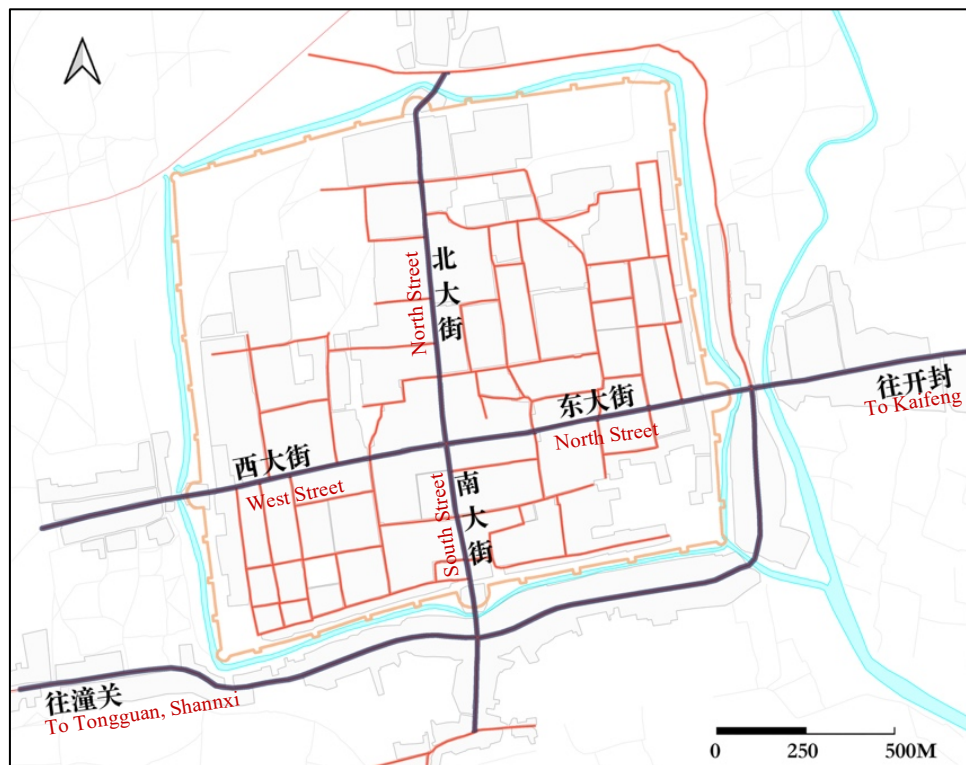 北大街
North Street
往开封
To Kaifeng
东大街
North Street
西大街
West Street
南大街
South Street
往潼关
To Tongguan, Shannxi
0 250 500M